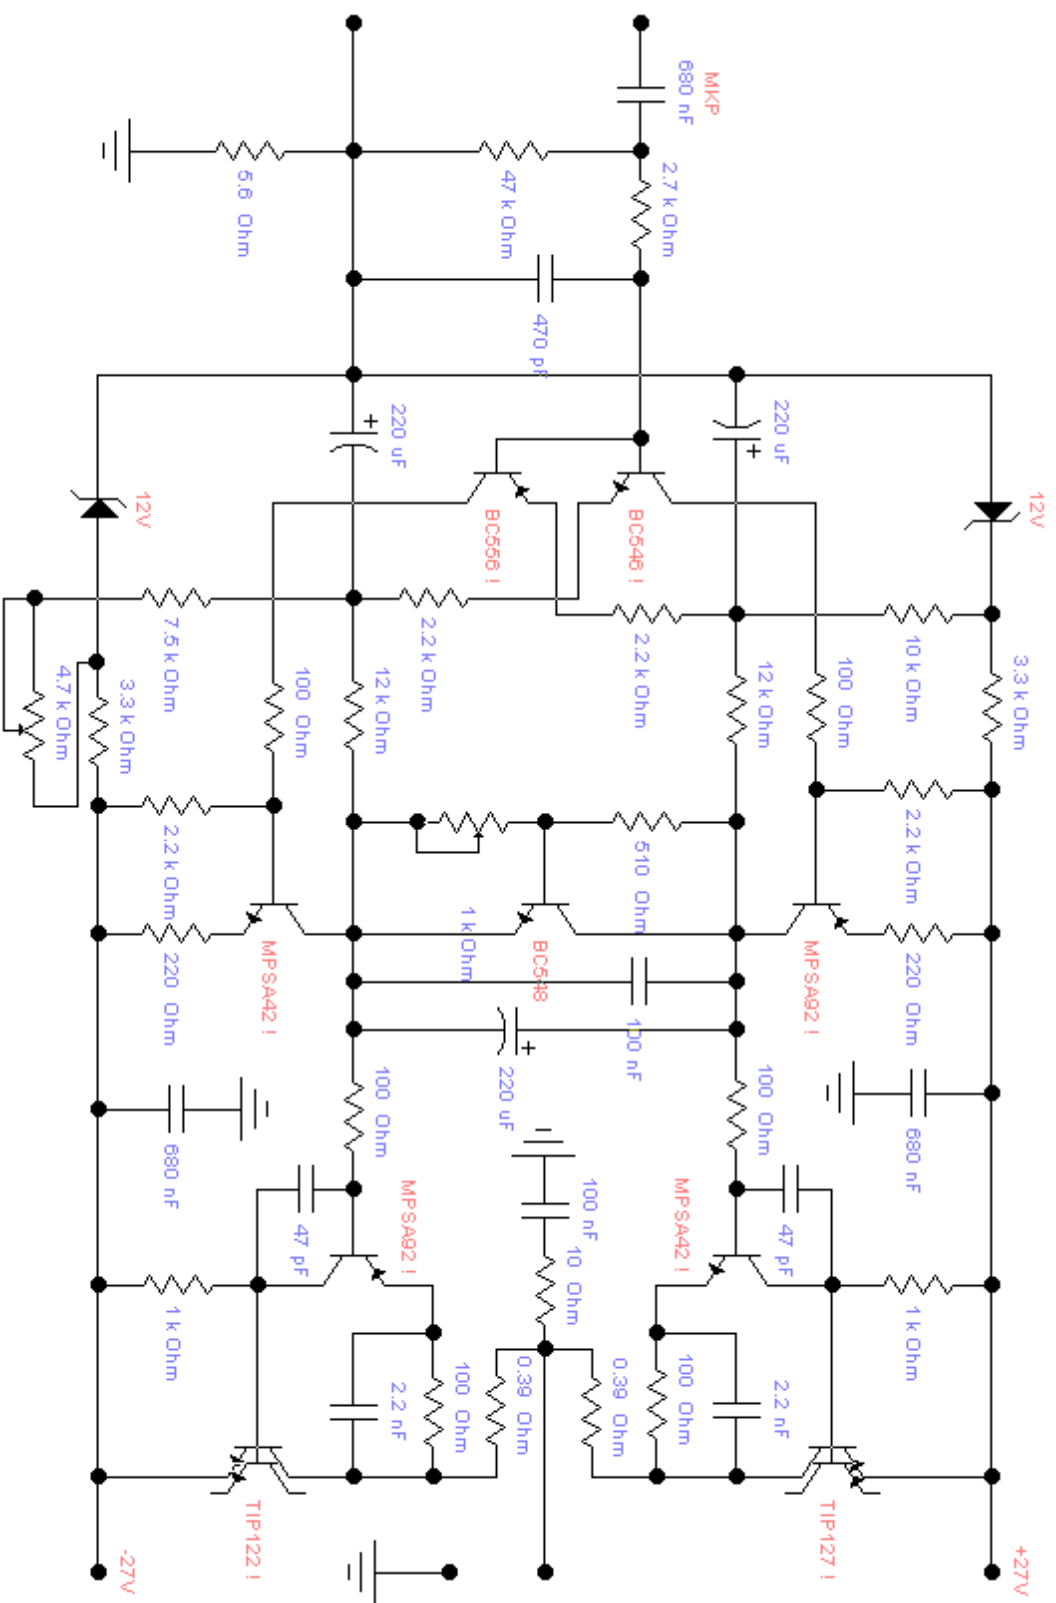 12V
3.3 k Ohm
+27V
10 k Ohm
2.2 k Ohm
220 Ohm
680 nF
1 k Ohm
100 Ohm
MPSA92 !
TIP127 !
220 uF
12 k Ohm
100 Ohm
47 pF
2.2 nF
MKP
680 nF
2.7 k Ohm
MPSA42 !
100 Ohm
BC546 !
2.2 k Ohm
510 Ohm
100 nF
0.39 Ohm
47 k Ohm
470 pF
BC556 !
BC548
100 nF
10 Ohm
0.39 Ohm
220 uF
1 k Ohm
220 uF
2.2 k Ohm
12 k Ohm
100 Ohm
MPSA92 !
100 Ohm
2.2 nF
5.6 Ohm
100 Ohm
MPSA42 !
47 pF
TIP122 !
7.5 k Ohm
2.2 k Ohm
220 Ohm
680 nF
1 k Ohm
12V
3.3 k Ohm
-27V
4.7 k Ohm